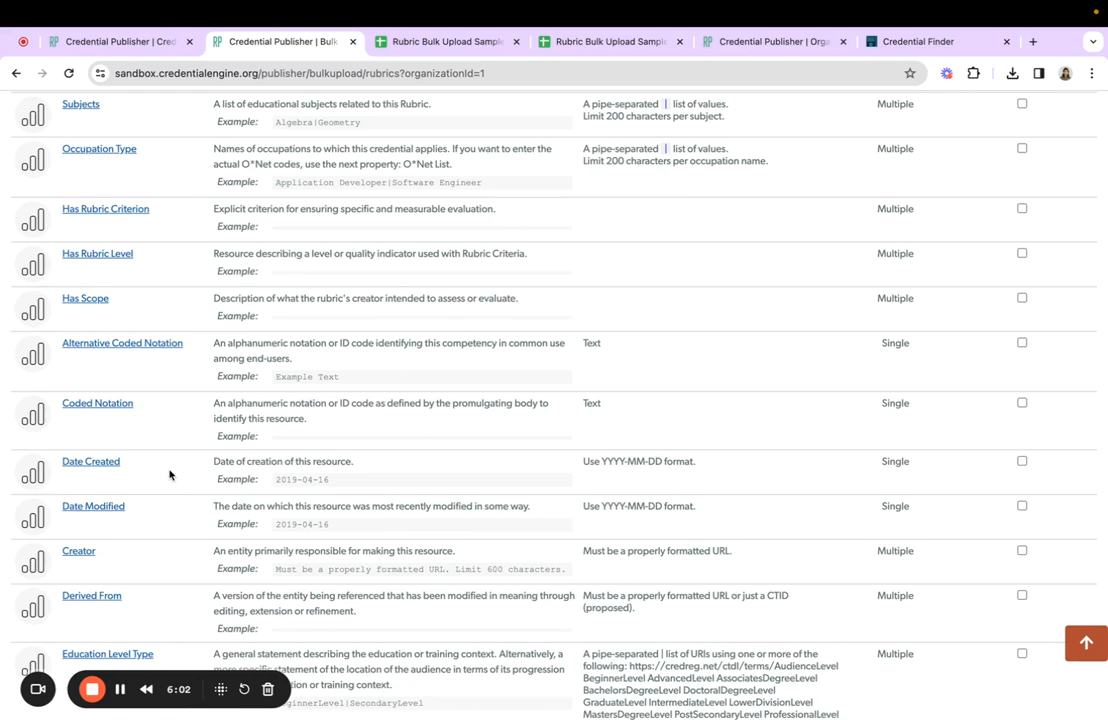 Credential Publisher | Cred
Credential Publisher | Bulk
Rubric Bulk Upload Sample
Rubric Bulk Upload Sample
Credential Publisher | Orga
Credential Finder
sandbox.credentialengine.org/publisher/bulkupload/rubrics?organizationId=1
Subjects
A list of educational subjects related to this Rubric.
Example: Algebra|Geometry
A pipe-separated | list of values.
Limit 200 characters per subject.
Multiple
Occupation Type
Names of occupations to which this credential applies. If you want to enter the
actual O*Net codes, use the next property: O*Net List.
Example: Application Developer|Software Engineer
A pipe-separated | list of values.
Limit 200 characters per occupation name.
Multiple
Has Rubric Criterion
Explicit criterion for ensuring specific and measurable evaluation.
Example:
Multiple
Has Rubric Level
Resource describing a level or quality indicator used with Rubric Criteria.
Example:
Multiple
Has Scope
Description of what the rubric's creator intended to assess or evaluate.
Example:
Multiple
Alternative Coded Notation
An alphanumeric notation or ID code identifying this competency in common use
among end-users.
Example: Example Text
Text
Single
Coded Notation
An alphanumeric notation or ID code as defined by the promulgating body to
identify this resource.
Example:
Text
Single
Date Created
Date of creation of this resource.
Example: 2019-04-16
Use YYYY-MM-DD format.
Single
Date Modified
The date on which this resource was most recently modified in some way.
Example: 2019-04-16
Use YYYY-MM-DD format.
Single
Creator
An entity primarily responsible for making this resource.
Example: Must be a properly formatted URL. Limit 600 characters.
Must be a properly formatted URL.
Multiple
Derived From
A version of the entity being referenced that has been modified in meaning through
editing, extension or refinement.
Example:
Must be a properly formatted URL or just a CTID
(proposed).
Multiple
Education Level Type
A general statement describing the education or training context. Alternatively, a
specific statement of the location of the audience in terms of its progression
or training context.
ginnerLevel|SecondaryLevel
A pipe-separated | list of URIs using one or more of the
following: https://credreg.net/ctdl/terms/AudienceLevel
BeginnerLevel AdvancedLevel AssociatesDegreeLevel
BachelorsDegreeLevel DoctoralDegreeLevel
GraduateLevel IntermediateLevel LowerDivisionLevel
MastersDegreeLevel PostSecondaryLevel ProfessionalLevel
Multiple
6:02